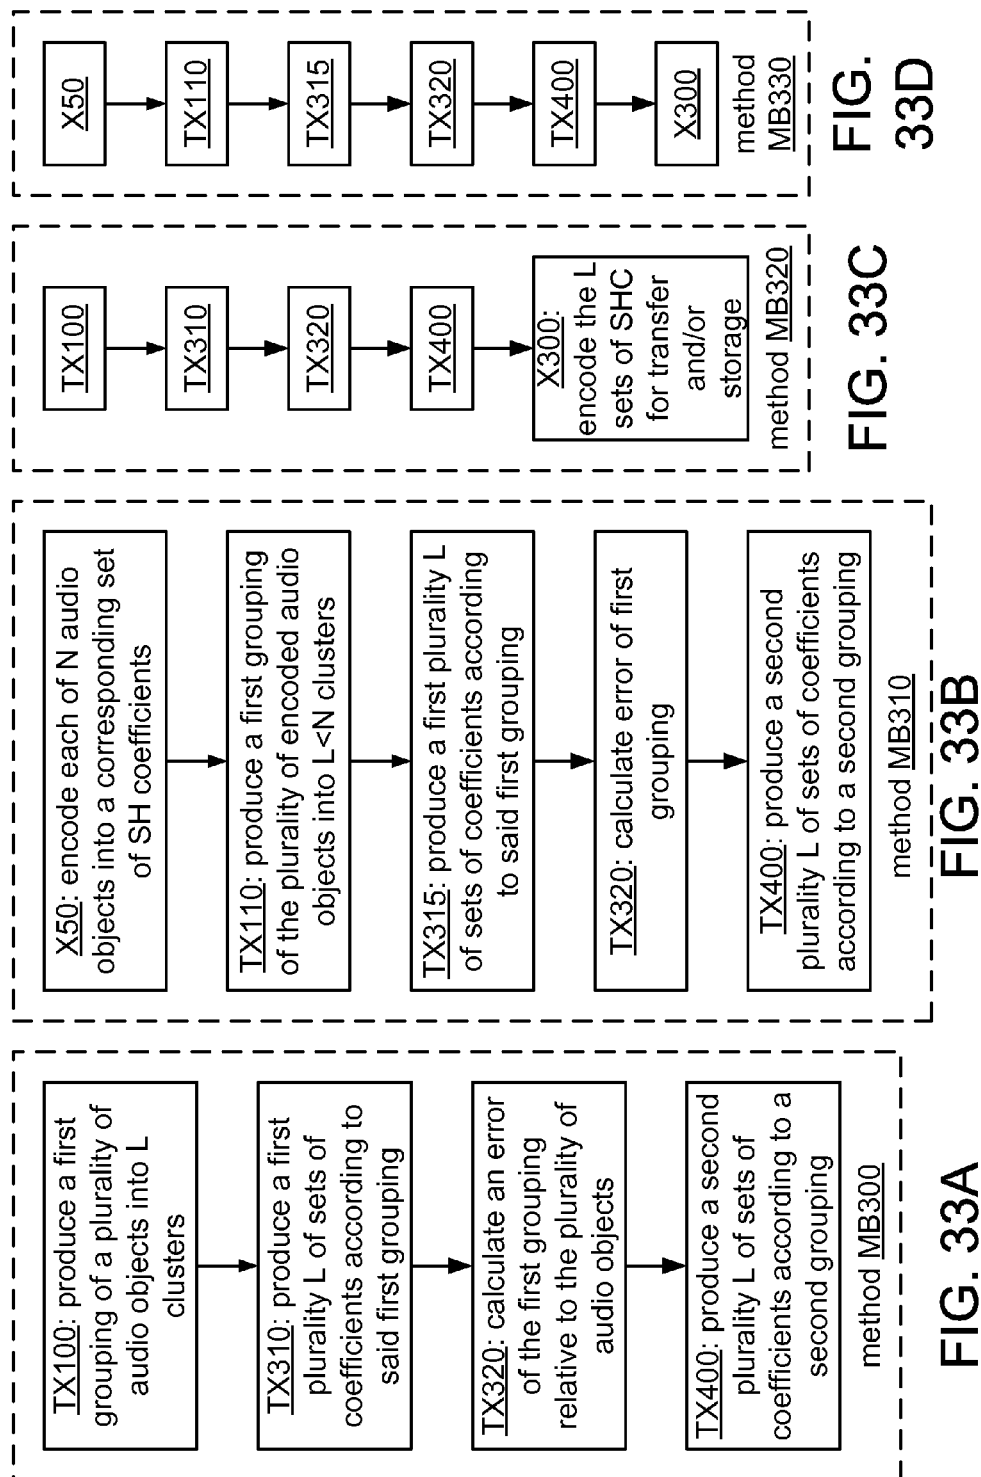 TX100: produce a first
grouping of a plurality of
audio objects into L
clusters
TX310: produce a first
plurality L of sets of
coefficients according to
said first grouping
TX320: calculate an error
of the first grouping
relative to the plurality of
audio objects
TX400: produce a second
plurality L of sets of
coefficients according to a
second grouping
method MB300
FIG. 33A
X50: encode each of N audio
objects into a corresponding set
of SH coefficients
TX110: produce a first grouping
of the plurality of encoded audio
objects into L<N clusters
TX315: produce a first plurality L
of sets of coefficients according
to said first grouping
TX320: calculate error of first
grouping
TX400: produce a second
plurality L of sets of coefficients
according to a second grouping
method MB310
FIG. 33B
TX100
TX310
TX320
TX400
X300:
encode the L
sets of SHC
for transfer
and/or
storage
method MB320
FIG. 33C
X50
TX110
TX315
TX320
TX400
X300
method
MB330
FIG.
33D